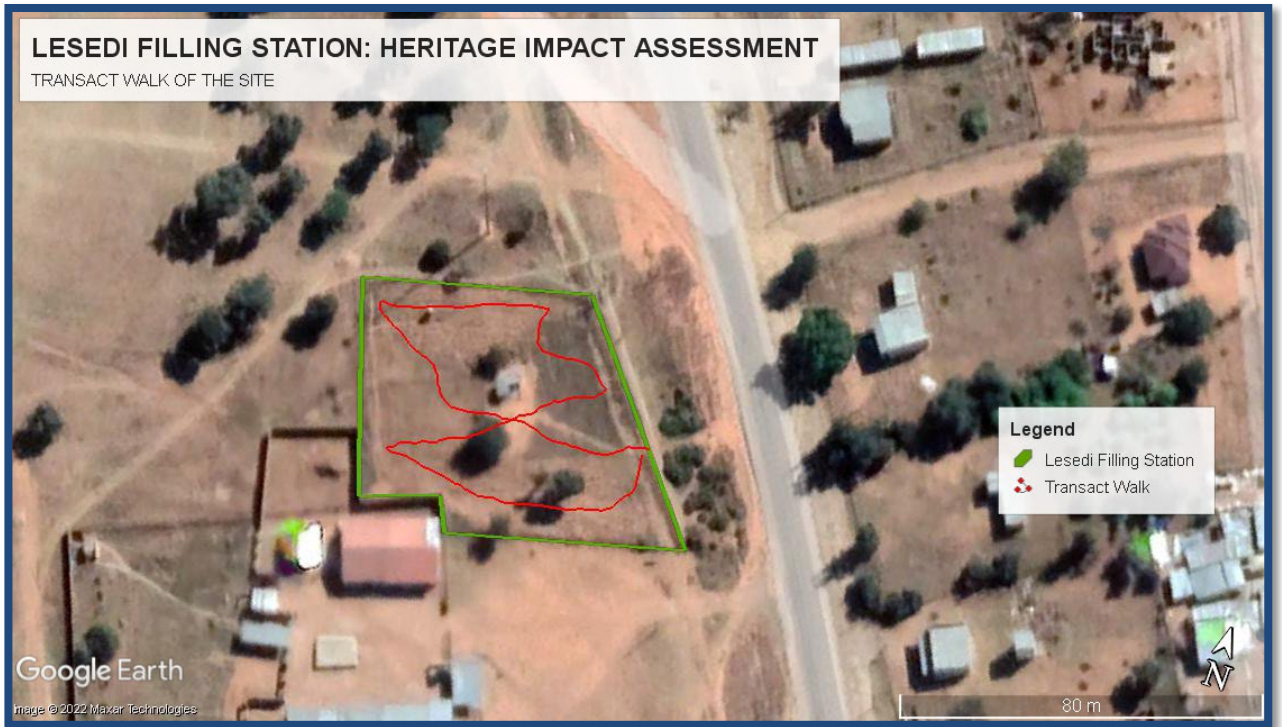 LESEDI FILLING STATION: HERITAGE IMPACT ASSESSMENT
TRANSACT WALK OF THE SITE
Legend
Lesedi Filling Station
Transact Walk
Google Earth
Image © 2022 Maxar Technologies
N
80 m